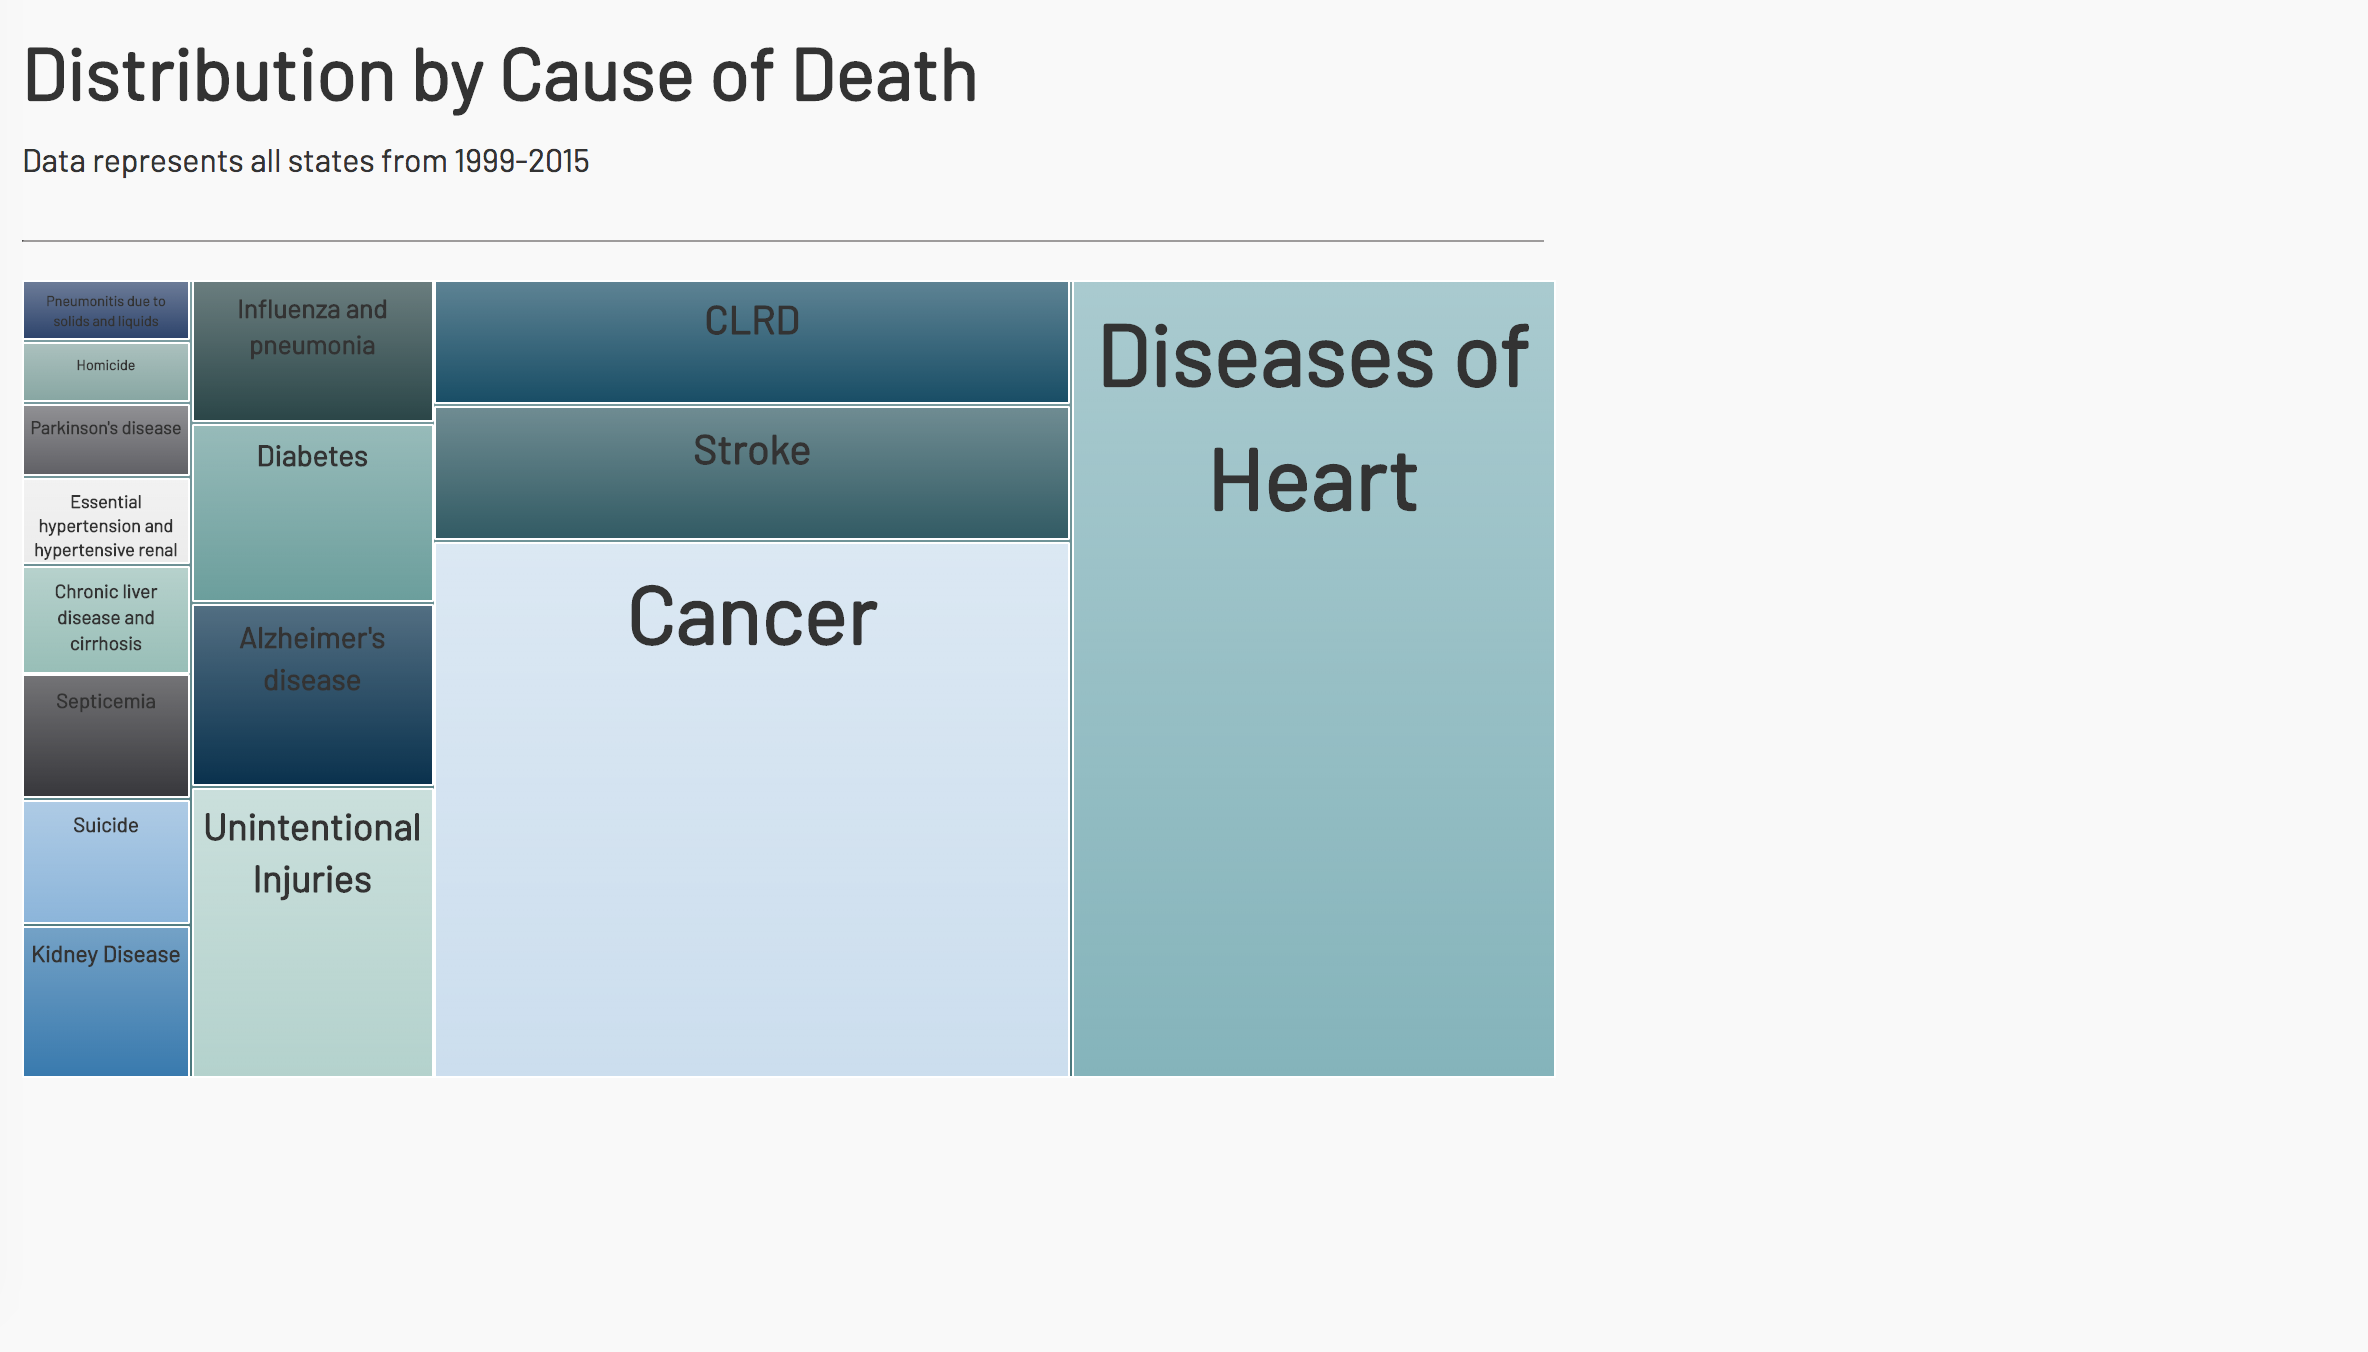 Distribution by Cause of Death
Data represents all states from 1999-2015
Pneumonitis due to
solids and liquids
Homicide
Parkinson's disease
Essential
hypertension and
hypertensive renal
Chronic liver
disease and
cirrhosis
Septicemia
Suicide
Kidney Disease
Influenza and
pneumonia
Diabetes
Alzheimer's
disease
Unintentional
Injuries
CLRD
Stroke
Cancer
Diseases of
Heart